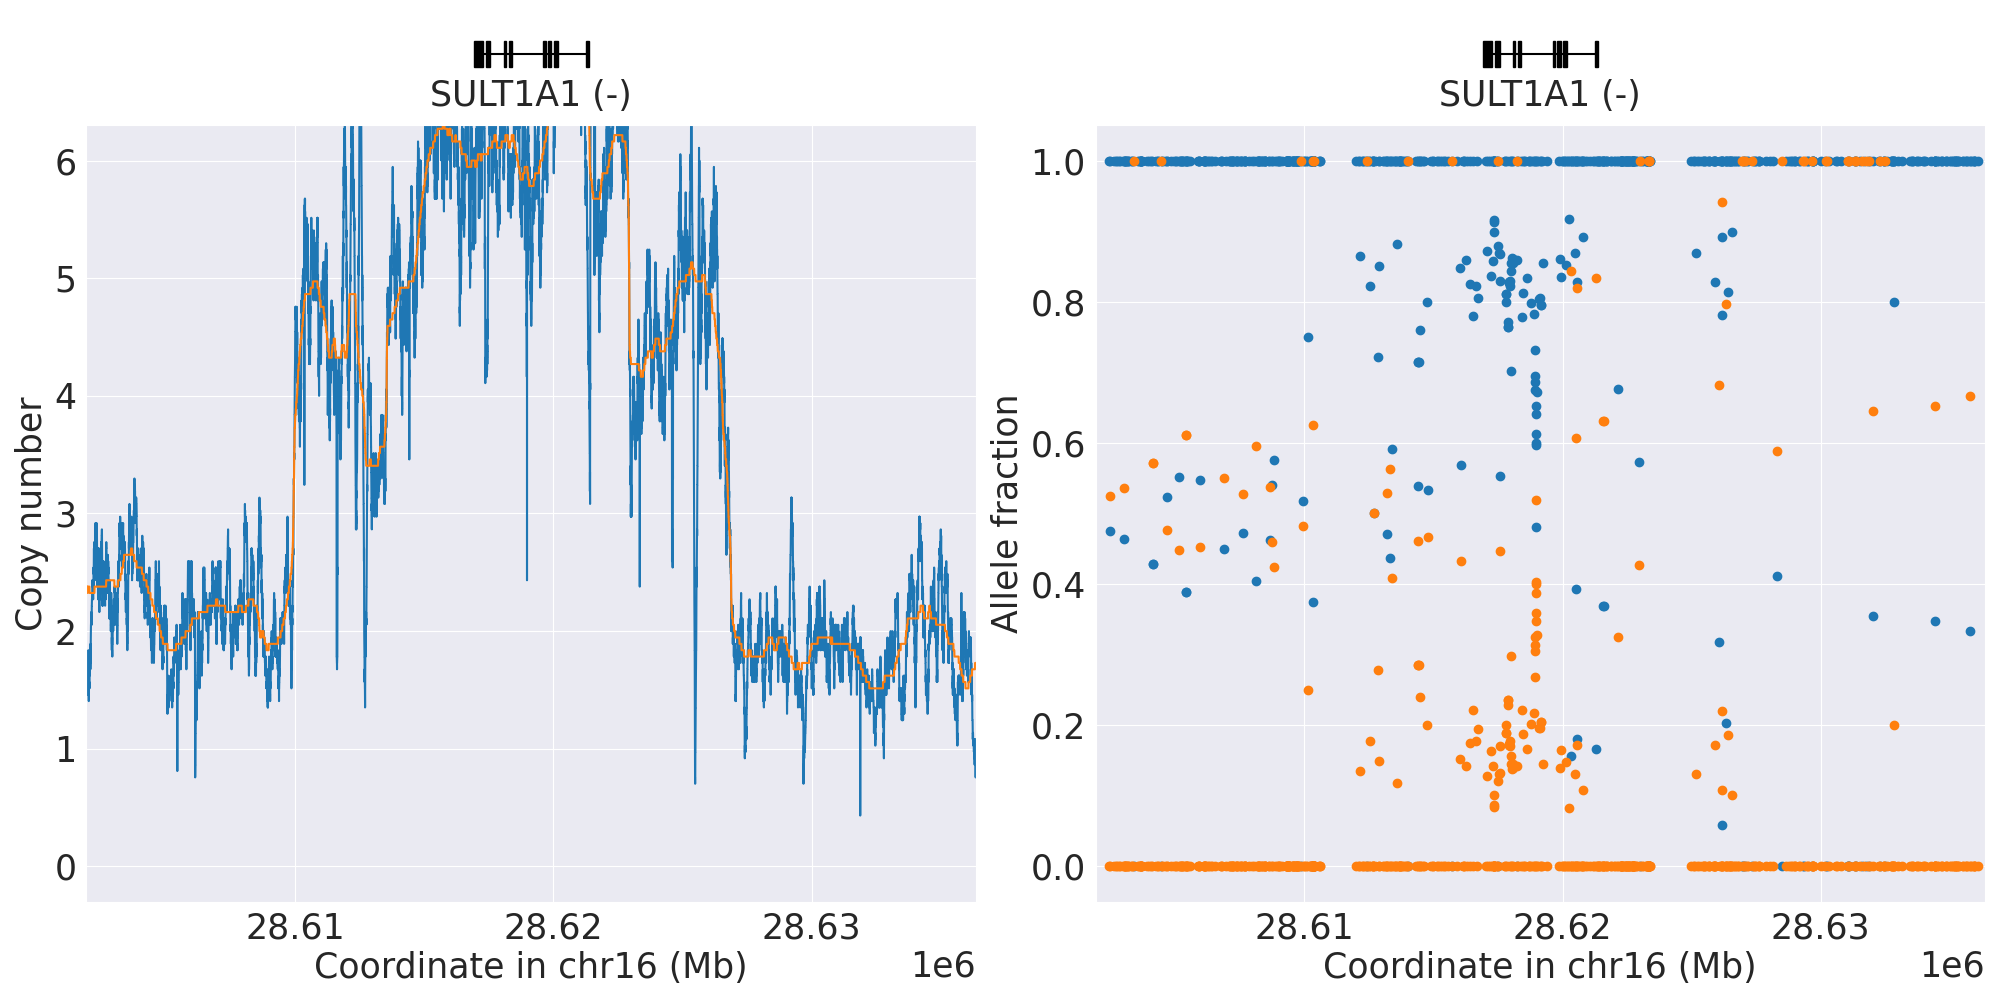 SULT1A1 (-)
Copy number
6
5
4
3
2
1
0
28.61
28.62
28.63
Coordinate in chr16 (Mb)
1e6
SULT1A1 (-)
Allele fraction
1.0
0.8
0.6
0.4
0.2
0.0
28.61
28.62
28.63
Coordinate in chr16 (Mb)
1e6